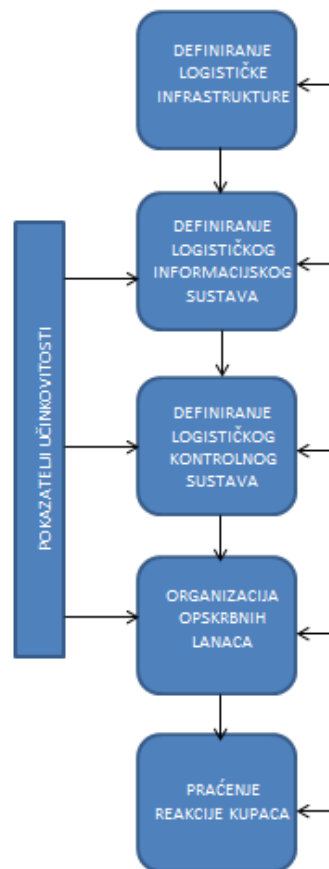 DEFINIRANJE
LOGISTIČKE
INFRASTRUKTURE
DEFINIRANJE
LOGISTIČKOG
INFORMACIJSKOG
SUSTAVA
POKAZATELJI UČINKOVITOSTI
DEFINIRANJE
LOGISTIČKOG
KONTROLNOG
SUSTAVA
ORGANIZACIJA
OPSKRBNIH
LANACA
PRAĆENJE
REAKCIJE KUPACA